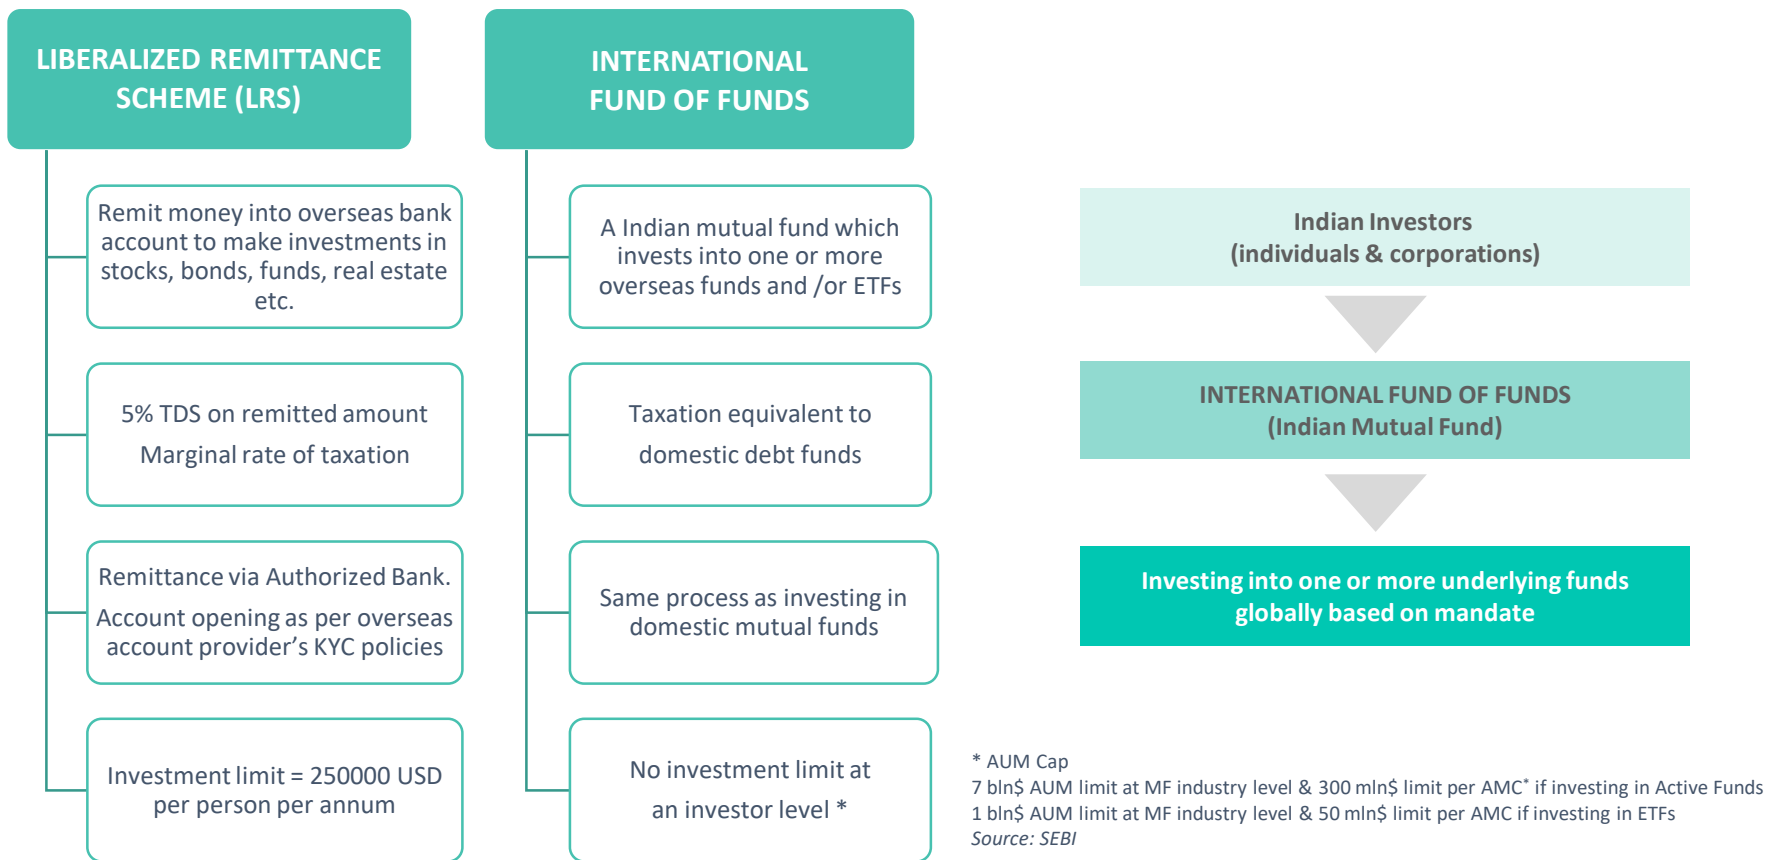 LIBERALIZED REMITTANCE
SCHEME (LRS)
Remit money into overseas bank
account to make investments in
stocks, bonds, funds, real estate
etc.
5% TDS on remitted amount
Marginal rate of taxation
Remittance via Authorized Bank.
Account opening as per overseas
account provider’s KYC policies
Investment limit = 250000 USD
per person per annum
INTERNATIONAL
FUND OF FUNDS
A Indian mutual fund which
invests into one or more
overseas funds and /or ETFs
Taxation equivalent to
domestic debt funds
Same process as investing in
domestic mutual funds
No investment limit at
an investor level *
Indian Investors
(individuals & corporations)
INTERNATIONAL FUND OF FUNDS
(Indian Mutual Fund)
Investing into one or more underlying funds
globally based on mandate
* AUM Cap
7 bln$ AUM limit at MF industry level & 300 mln$ limit per AMC* if investing in Active Funds
1 bln$ AUM limit at MF industry level & 50 mln$ limit per AMC if investing in ETFs
Source: SEBI